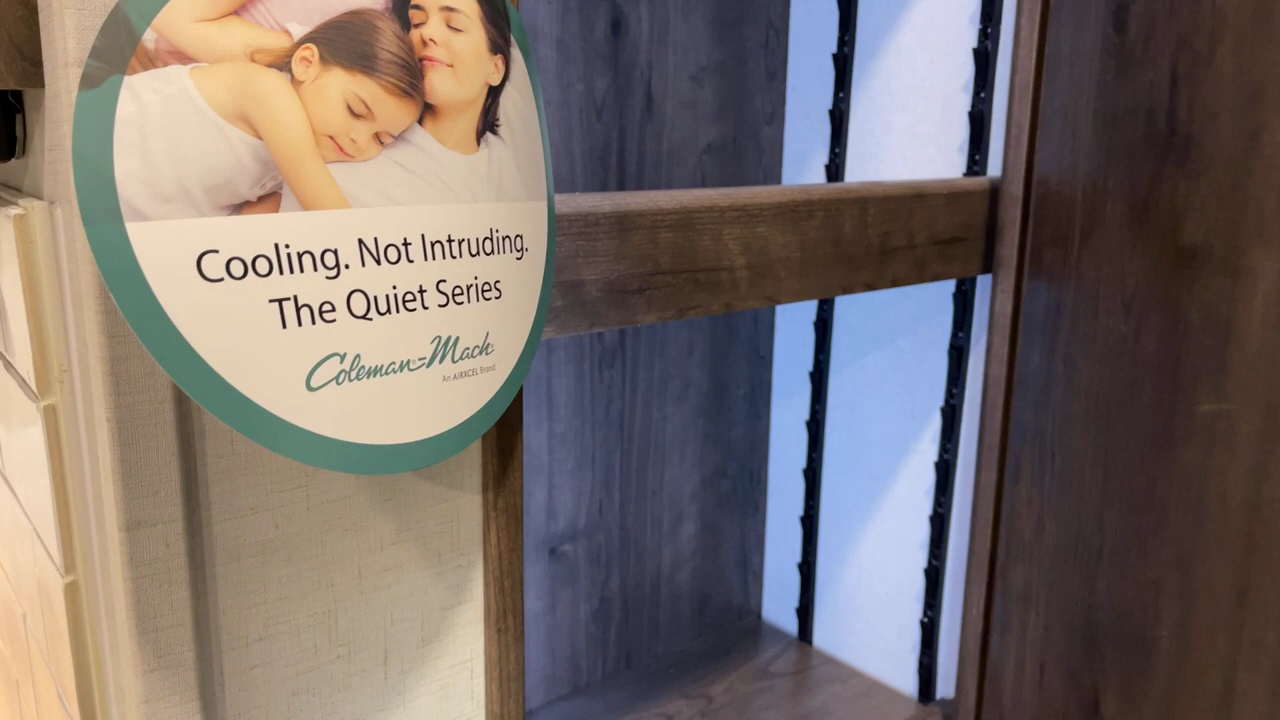 Cooling. Not Intruding.
The Quiet Series
Coleman®-Mach®
An AIRXCEL Brand.